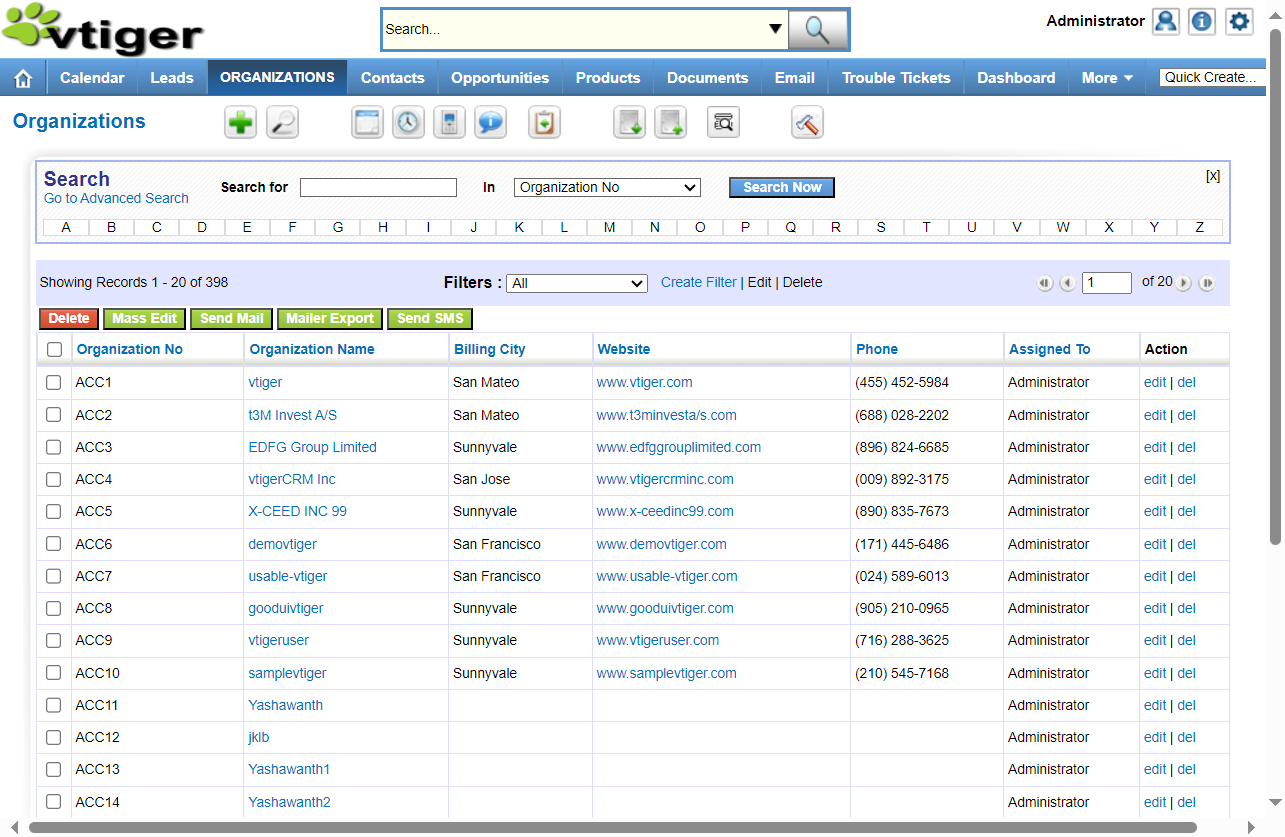 vtiger
Search...
Administrator
Calendar Leads ORGANIZATIONS Contacts Opportunities Products Documents Email Trouble Tickets Dashboard More Quick Create...
Organizations
Search
Go to Advanced Search
Search for In Organization No Search Now [x]
A B C D E F G H I J K L M N O P Q R S T U V W X Y Z
Showing Records 1 - 20 of 398 Filters : All Create Filter | Edit | Delete 1 of 20
Delete Mass Edit Send Mail Mailer Export Send SMS
Organization No Organization Name Billing City Website Phone Assigned To Action
ACC1 vtiger San Mateo www.vtiger.com (455) 452-5984 Administrator edit | del
ACC2 t3M Invest A/S San Mateo www.t3minvesta/s.com (688) 028-2202 Administrator edit | del
ACC3 EDFG Group Limited Sunnyvale www.edfggrouplimited.com (896) 824-6685 Administrator edit | del
ACC4 vtigerCRM Inc San Jose www.vtigercrminc.com (009) 892-3175 Administrator edit | del
ACC5 X-CEED INC 99 Sunnyvale www.x-ceedinc99.com (890) 835-7673 Administrator edit | del
ACC6 demovtiger San Francisco www.demovtiger.com (171) 445-6486 Administrator edit | del
ACC7 usable-vtiger San Francisco www.usable-vtiger.com (024) 589-6013 Administrator edit | del
ACC8 gooduivtiger Sunnyvale www.gooduivtiger.com (905) 210-0965 Administrator edit | del
ACC9 vtigeruser Sunnyvale www.vtigeruser.com (716) 288-3625 Administrator edit | del
ACC10 samplevtiger Sunnyvale www.samplevtiger.com (210) 545-7168 Administrator edit | del
ACC11 Yashawanth Administrator edit | del
ACC12 jklb Administrator edit | del
ACC13 Yashawanth1 Administrator edit | del
ACC14 Yashawanth2 Administrator edit | del